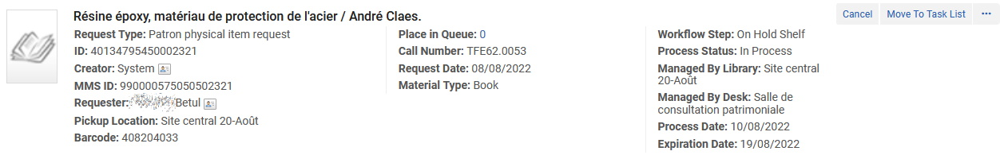 Résine époxy, matériau de protection de l'acier / André Claes.
Cancel Move To Task List ...
Request Type: Patron physical item request
ID: 40134795450002321
Creator: System
MMS ID: 990000575050502321
Requester: Betul
Pickup Location: Site central 20-Août
Barcode: 408204033
Place in Queue: 0
Call Number: TFE62.0053
Request Date: 08/08/2022
Material Type: Book
Workflow Step: On Hold Shelf
Process Status: In Process
Managed By Library: Site central
20-Août
Managed By Desk: Salle de
consultation patrimoniale
Process Date: 10/08/2022
Expiration Date: 19/08/2022